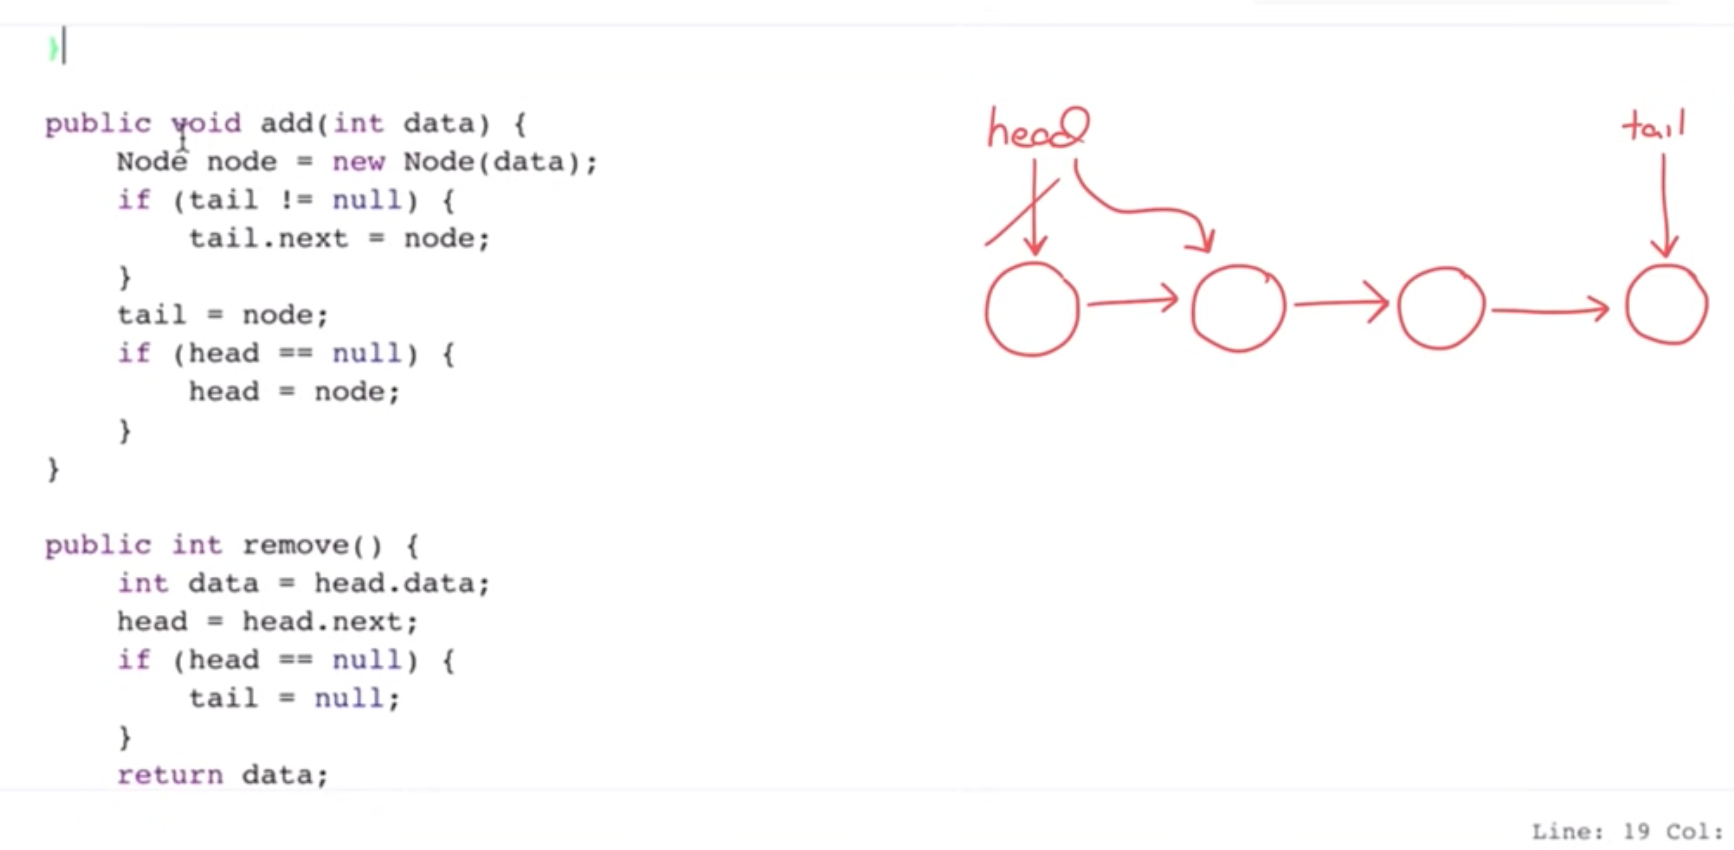 }
public void add(int data) {
Node node = new Node(data);
if (tail != null) {
tail.next = node;
}
tail = node;
if (head == null) {
head = node;
}
}
public int remove() {
int data = head.data;
head = head.next;
if (head == null) {
tail = null;
}
return data;
head
tail
Line: 19 Col: